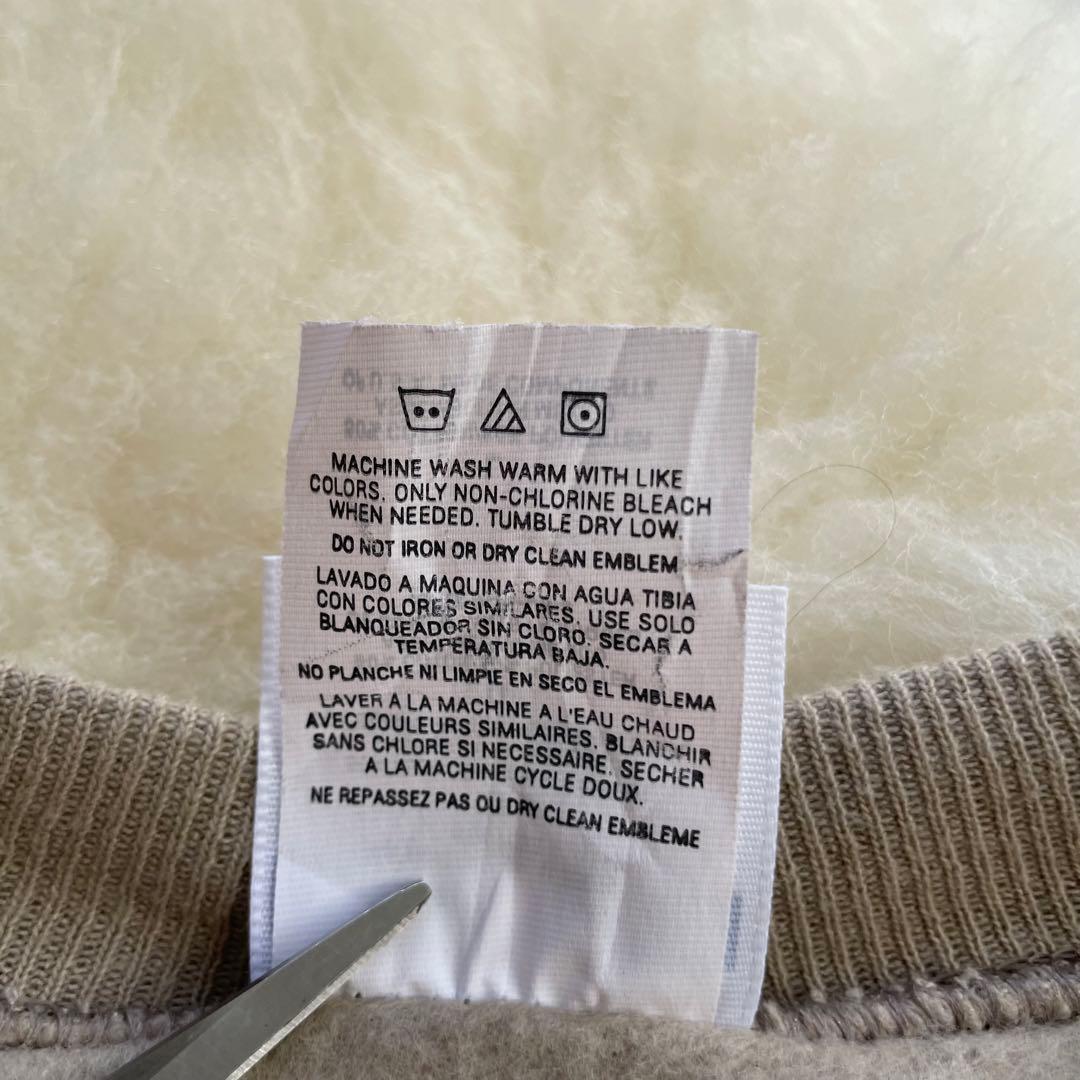 MACHINE WASH WARM WITH LIKE
COLORS. ONLY NON-CHLORINE BLEACH
WHEN NEEDED. TUMBLE DRY LOW.
DO NOT IRON OR DRY CLEAN EMBLEM
LAVADO A MAQUINA CON AGUA TIBIA
CON COLORES SIMILARES. USE SOLO
BLANQUEADOR SIN CLORO. SECAR A
TEMPERATURA BAJA.
NO PLANCHE NI LIMPIE EN SECO EL EMBLEMA
LAVER A LA MACHINE A L'EAU CHAUD
AVEC COULEURS SIMILAIRES. BLANCHIR
SANS CHLORE SI NECESSAIRE. SECHER
A LA MACHINE CYCLE DOUX.
NE REPASSEZ PAS OU DRY CLEAN EMBLEME